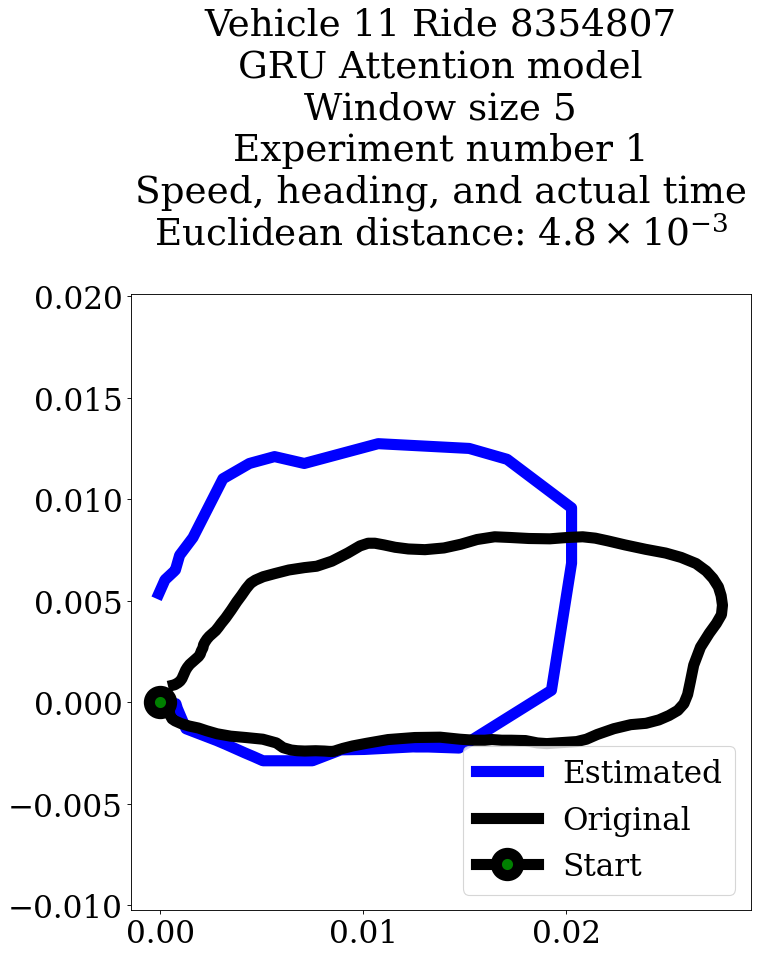 Vehicle 11 Ride 8354807
GRU Attention model
Window size 5
Experiment number 1
Speed, heading, and actual time
Euclidean distance: 4.8 × 10⁻³
0.020
0.015
0.010
0.005
0.000
−0.005
−0.010
0.00 0.01 0.02
Estimated
Original
Start